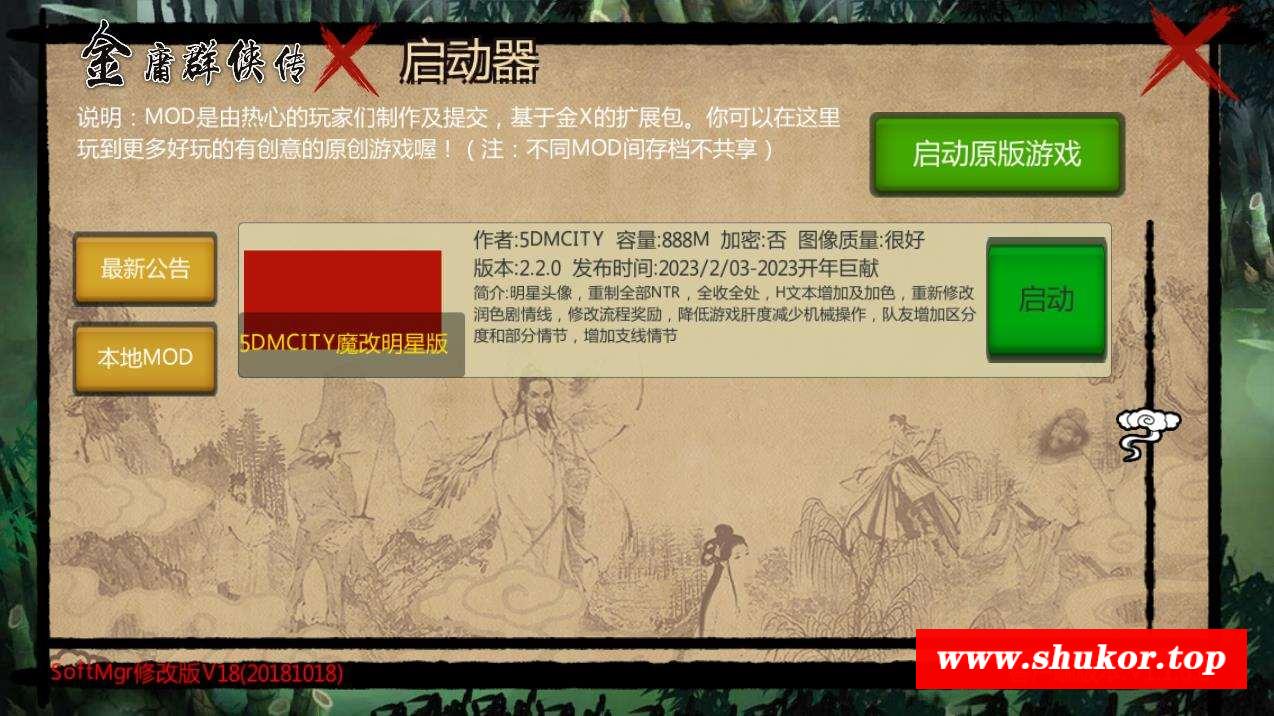 金庸群侠传X 启动器
说明：MOD是由热心的玩家们制作及提交，基于金X的扩展包。你可以在这里
玩到更多好玩的有创意的原创游戏喔！（注：不同MOD间存档不共享）
启动原版游戏
最新公告
本地MOD
5DMCITY魔改明星版
作者:5DMCITY 容量:888M 加密:否 图像质量:很好
版本:2.2.0 发布时间:2023/2/03-2023开年巨献
简介:明星头像，重制全部NTR，全收全处，H文本增加及加色，重新修改
润色剧情线，修改流程奖励，降低游戏肝度减少机械操作，队友增加区分
度和部分情节，增加支线情节
启动
SoftMgr修改版V18(20181018)
www.shukor.top